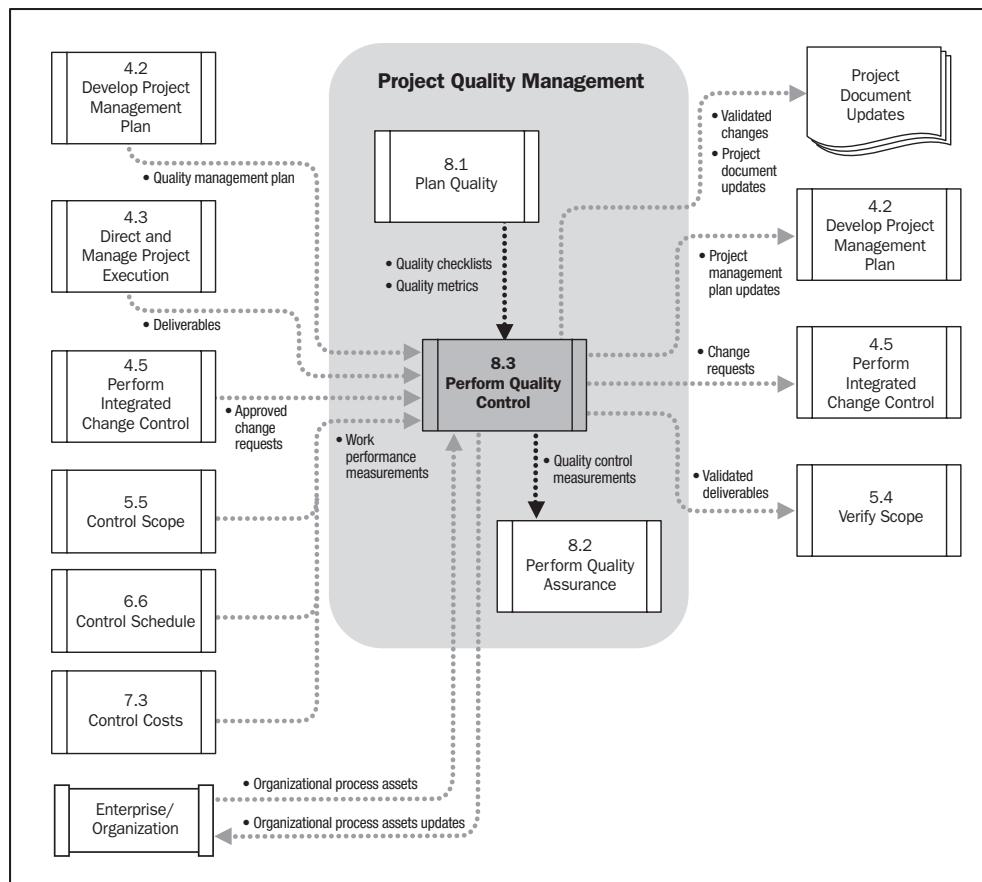 Project Quality Management
4.2
Develop Project
Management
Plan
• Quality management plan
4.3
Direct and
Manage Project
Execution
• Deliverables
4.5
Perform
Integrated
Change Control
• Approved
change
requests
5.5
Control Scope
6.6
Control Schedule
7.3
Control Costs
• Work
performance
measurements
Enterprise/
Organization
• Organizational process assets
• Organizational process assets updates
8.1
Plan Quality
• Quality checklists
• Quality metrics
8.3
Perform Quality
Control
• Quality control
measurements
8.2
Perform Quality
Assurance
• Validated
changes
• Project
document
updates
Project
Document
Updates
• Project
management
plan updates
4.2
Develop Project
Management
Plan
• Change
requests
4.5
Perform
Integrated
Change Control
• Validated
deliverables
5.4
Verify Scope